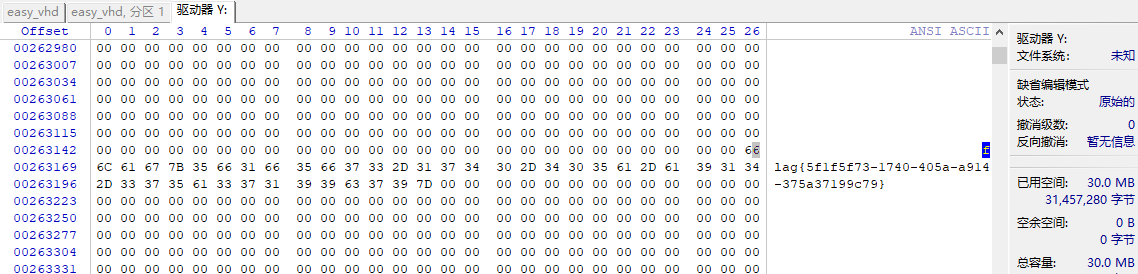 easy_vhd easy_vhd, 分区 1 驱动器 Y:
Offset 0 1 2 3 4 5 6 7 8 9 10 11 12 13 14 15 16 17 18 19 20 21 22 23 24 25 26 ANSI ASCII
00262980 00 00 00 00 00 00 00 00 00 00 00 00 00 00 00 00 00 00 00 00 00 00 00 00 00 00 00
00263007 00 00 00 00 00 00 00 00 00 00 00 00 00 00 00 00 00 00 00 00 00 00 00 00 00 00 00
00263034 00 00 00 00 00 00 00 00 00 00 00 00 00 00 00 00 00 00 00 00 00 00 00 00 00 00 00
00263061 00 00 00 00 00 00 00 00 00 00 00 00 00 00 00 00 00 00 00 00 00 00 00 00 00 00 00
00263088 00 00 00 00 00 00 00 00 00 00 00 00 00 00 00 00 00 00 00 00 00 00 00 00 00 00 00
00263115 00 00 00 00 00 00 00 00 00 00 00 00 00 00 00 00 00 00 00 00 00 00 00 00 00 00 00
00263142 00 00 00 00 00 00 00 00 00 00 00 00 00 00 00 00 00 00 00 00 00 00 00 00 00 00 66 f
00263169 6C 61 67 7B 35 66 31 66 35 66 37 33 2D 31 37 34 30 2D 34 30 35 61 2D 61 39 31 34 lag{5f1f5f73-1740-405a-a914
00263196 2D 33 37 35 61 33 37 31 39 39 63 37 39 7D 00 00 00 00 00 00 00 00 00 00 00 00 00 -375a37199c79}
00263223 00 00 00 00 00 00 00 00 00 00 00 00 00 00 00 00 00 00 00 00 00 00 00 00 00 00 00
00263250 00 00 00 00 00 00 00 00 00 00 00 00 00 00 00 00 00 00 00 00 00 00 00 00 00 00 00
00263277 00 00 00 00 00 00 00 00 00 00 00 00 00 00 00 00 00 00 00 00 00 00 00 00 00 00 00
00263304 00 00 00 00 00 00 00 00 00 00 00 00 00 00 00 00 00 00 00 00 00 00 00 00 00 00 00
00263331 00 00 00 00 00 00 00 00 00 00 00 00 00 00 00 00 00 00 00 00 00 00 00 00 00 00 00
驱动器 Y:
文件系统: 未知
缺省编辑模式
状态: 原始的
撤消级数: 0
反向撤消: 暂无信息
已用空间: 30.0 MB
31,457,280 字节
空余空间: 0 B
0 字节
总容量: 30.0 MB